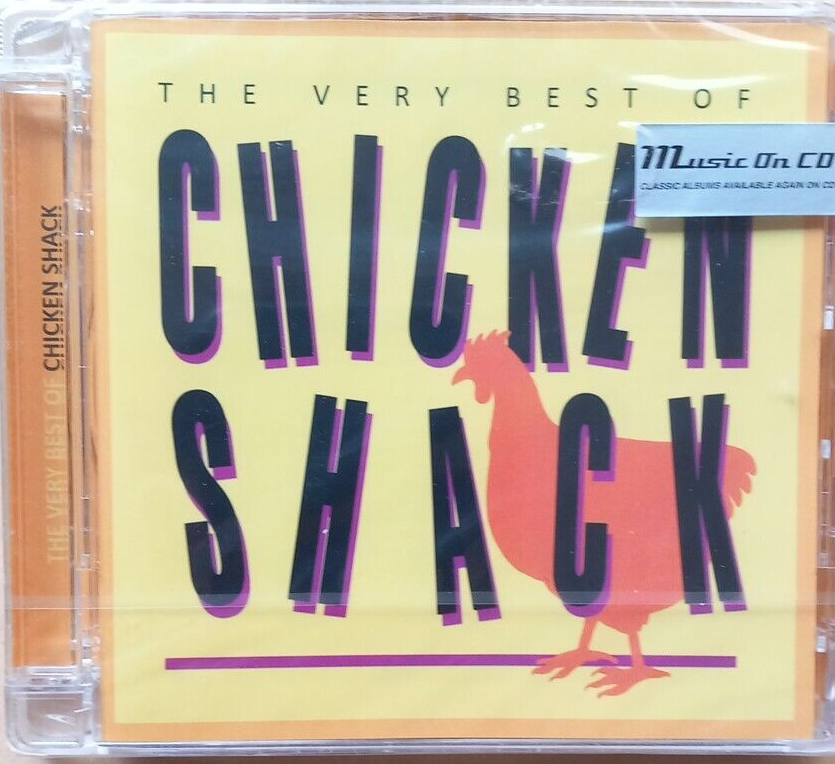 THE VERY BEST OF
CHICKEN
Music On CD
CLASSIC ALBUMS AVAILABLE AGAIN ON CD
SHACK
THE VERY BEST OF CHICKEN SHACK